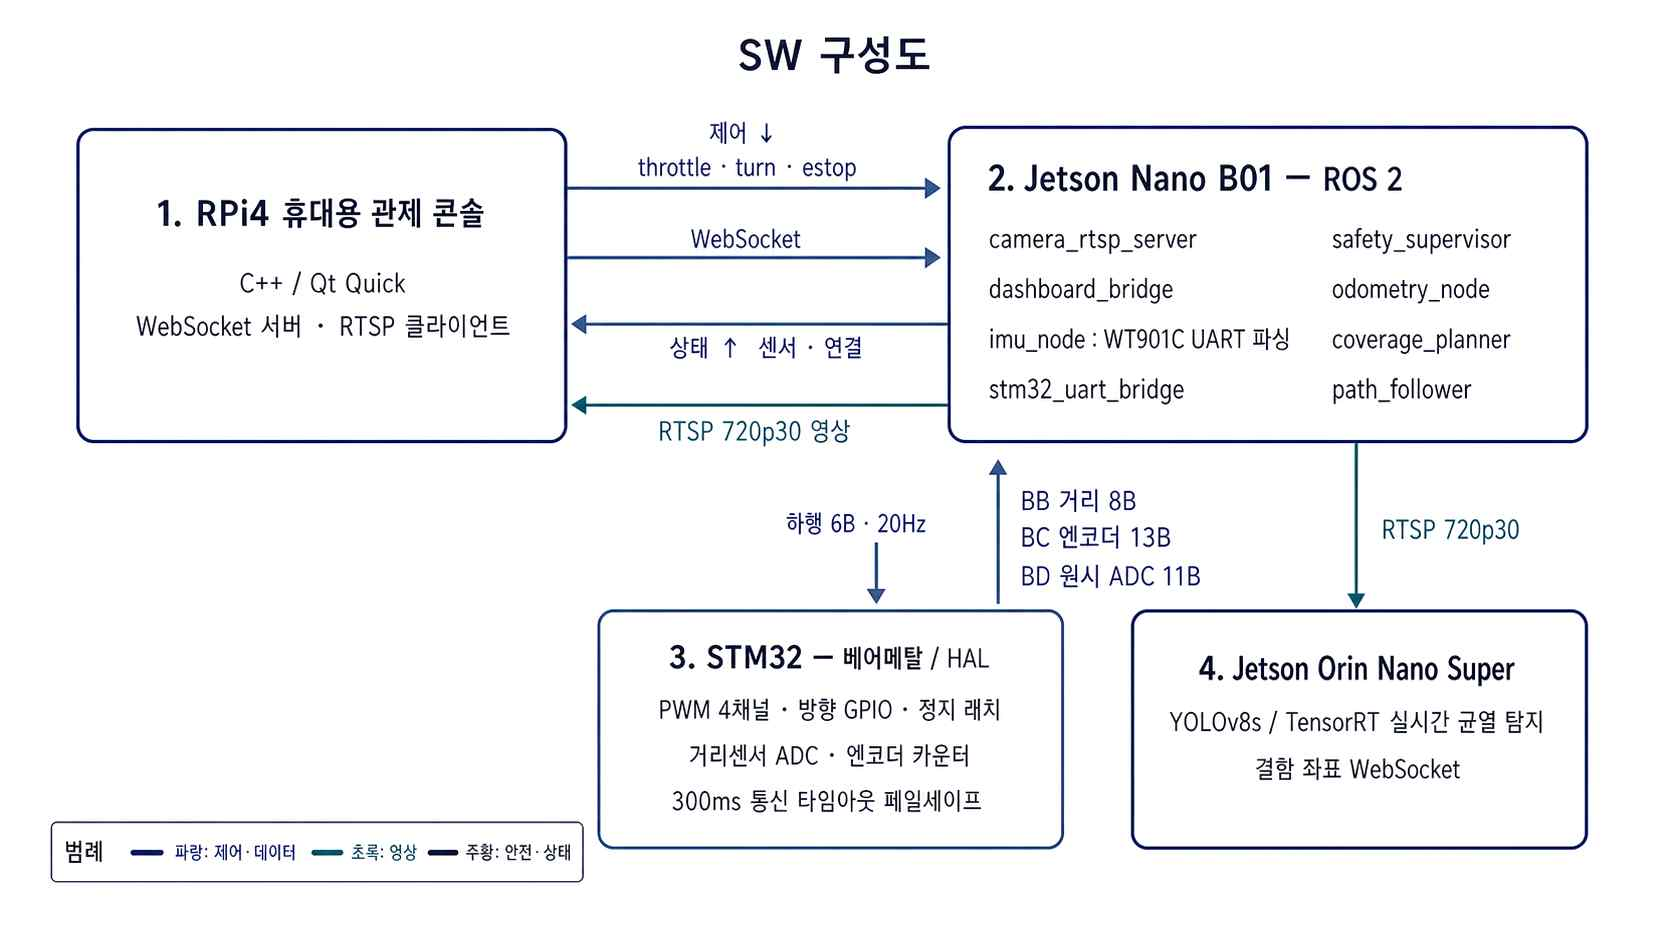 SW 구성도
제어 ↓
throttle · turn · estop
WebSocket
상태 ↑ 센서 · 연결
RTSP 720p30 영상
1. RPi4 휴대용 관제 콘솔
C++ / Qt Quick
WebSocket 서버 · RTSP 클라이언트
2. Jetson Nano B01 — ROS 2
camera_rtsp_server
dashboard_bridge
imu_node : WT901C UART 파싱
stm32_uart_bridge
safety_supervisor
odometry_node
coverage_planner
path_follower
하행 6B · 20Hz
BB 거리 8B
BC 엔코더 13B
BD 원시 ADC 11B
RTSP 720p30
3. STM32 — 베어메탈 / HAL
PWM 4채널 · 방향 GPIO · 정지 래치
거리센서 ADC · 엔코더 카운터
300ms 통신 타임아웃 페일세이프
4. Jetson Orin Nano Super
YOLOv8s / TensorRT 실시간 균열 탐지
결함 좌표 WebSocket
범례 파랑: 제어 · 데이터 초록: 영상 주황: 안전 · 상태